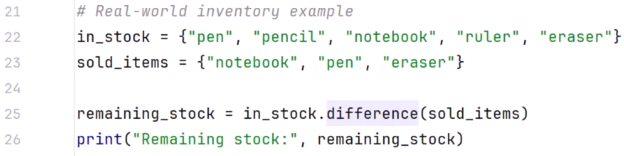 21 # Real-world inventory example
22 in_stock = {"pen", "pencil", "notebook", "ruler", "eraser"}
23 sold_items = {"notebook", "pen", "eraser"}
24
25 remaining_stock = in_stock.difference(sold_items)
26 print("Remaining stock:", remaining_stock)